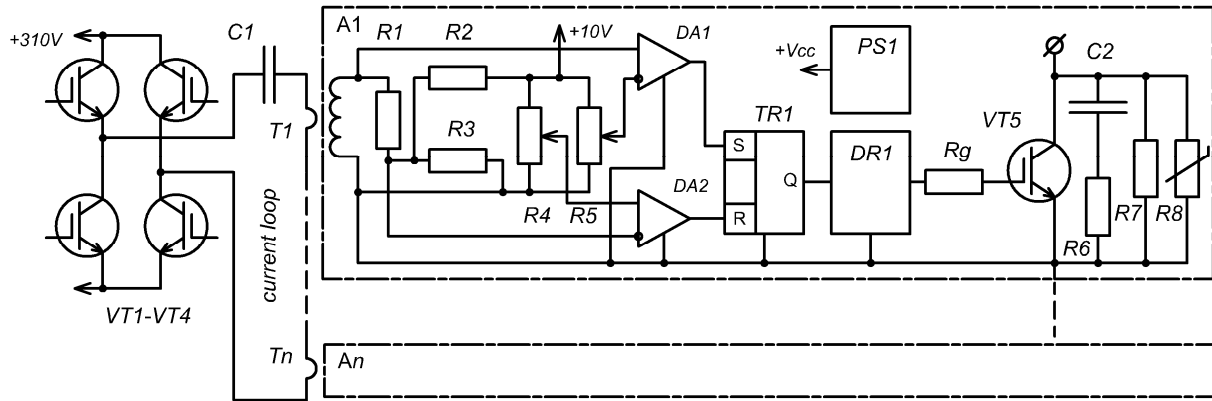 +310V
C1
A1
R1
R2
+10V
DA1
PS1
+Vcc
C2
T1
R3
TR1
S
Q
DR1
Rg
VT5
R4
R5
DA2
R
R6
R7
R8
current loop
VT1-VT4
Tn
An